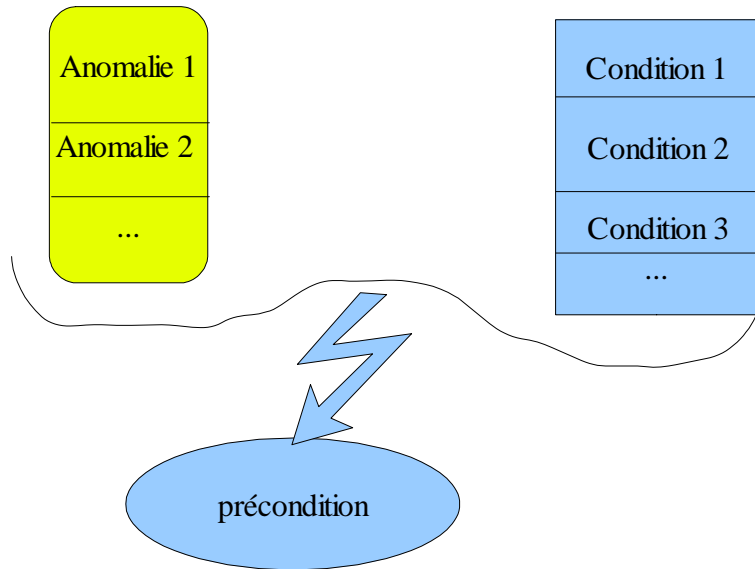 Anomalie 1
Anomalie 2
...
Condition 1
Condition 2
Condition 3
...
précondition